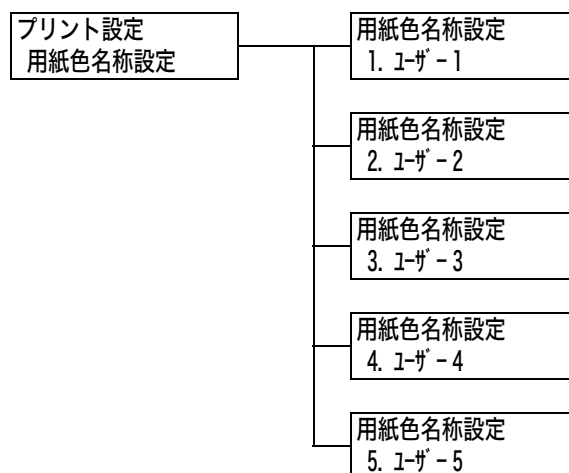 プリント設定
用紙色名称設定
用紙色名称設定
1. ﾕｰｻﾞｰ1
用紙色名称設定
2. ﾕｰｻﾞｰ2
用紙色名称設定
3. ﾕｰｻﾞｰ3
用紙色名称設定
4. ﾕｰｻﾞｰ4
用紙色名称設定
5. ﾕｰｻﾞｰ5